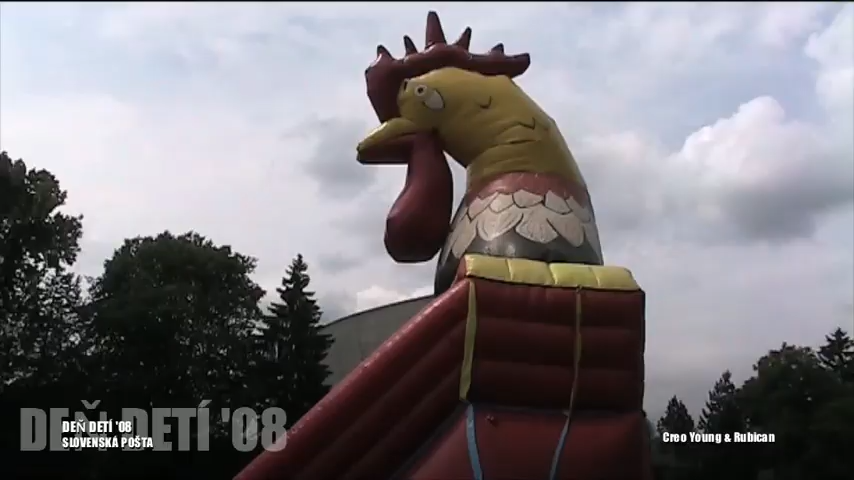 DEŇ DETÍ '08
DEŇ DETÍ '08
SLOVENSKÁ POŠTA
Creo Young & Rubican